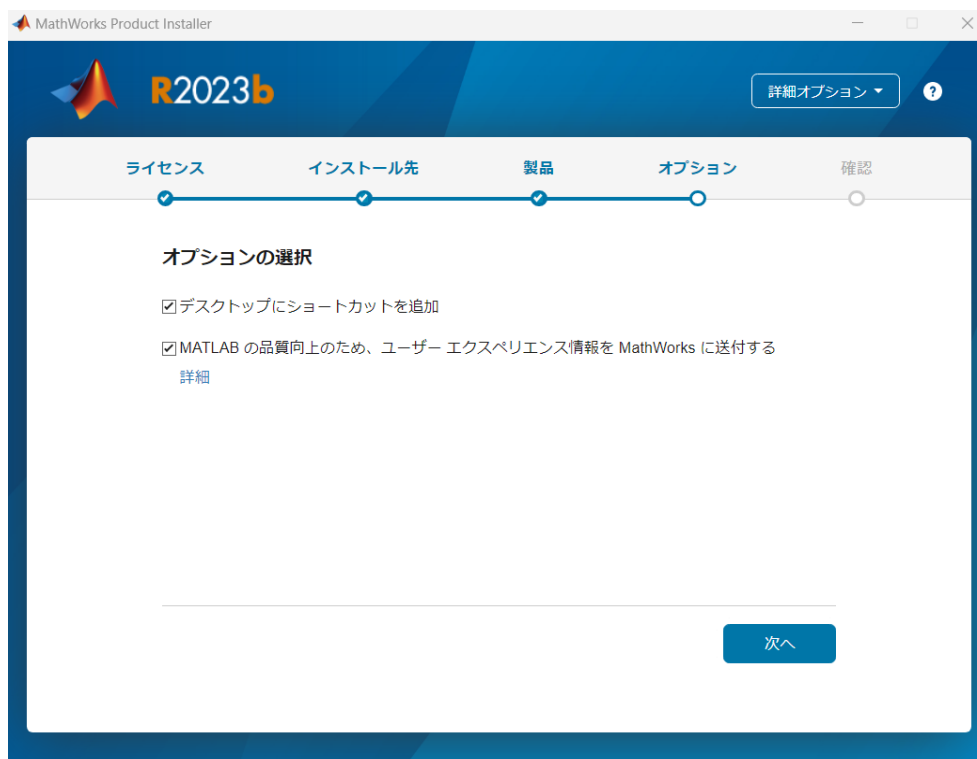 MathWorks Product Installer
R2023b
詳細オプション
?
ライセンス
インストール先
製品
オプション
確認
オプションの選択
デスクトップにショートカットを追加
MATLAB の品質向上のため、ユーザー エクスペリエンス情報を MathWorks に送付する
詳細
次へ